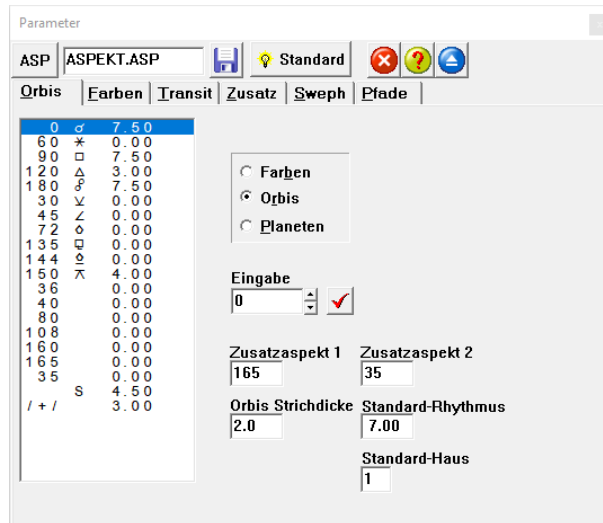 Parameter
ASP ASPEKT.ASP Standard
Orbis Farben Transit Zusatz Sweph Pfade
0 ☌ 7.50
60 ⚹ 0.00
90 □ 7.50
120 △ 3.00
180 ☍ 7.50
30 ⚺ 0.00
45 ∠ 0.00
72 0.00
135 ⚼ 0.00
144 0.00
150 ⚻ 4.00
36 0.00
40 0.00
80 0.00
108 0.00
160 0.00
165 0.00
35 0.00
S 4.50
/ + / 3.00
Farben
Orbis
Planeten
Eingabe
0
Zusatzaspekt 1 Zusatzaspekt 2
165 35
Orbis Strichdicke Standard-Rhythmus
2.0 7.00
Standard-Haus
1